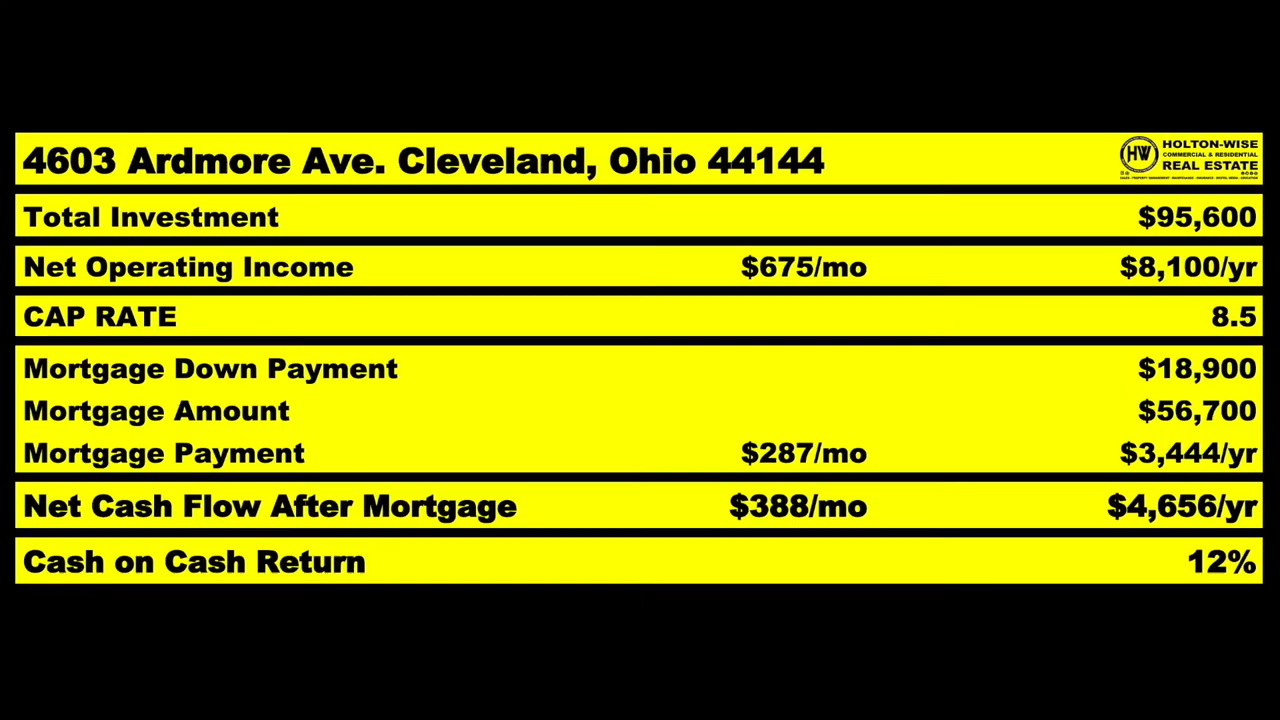 4603 Ardmore Ave. Cleveland, Ohio 44144
HW
HOLTON-WISE
COMMERCIAL & RESIDENTIAL
REAL ESTATE
Total Investment $95,600
Net Operating Income $675/mo $8,100/yr
CAP RATE 8.5
Mortgage Down Payment $18,900
Mortgage Amount $56,700
Mortgage Payment $287/mo $3,444/yr
Net Cash Flow After Mortgage $388/mo $4,656/yr
Cash on Cash Return 12%